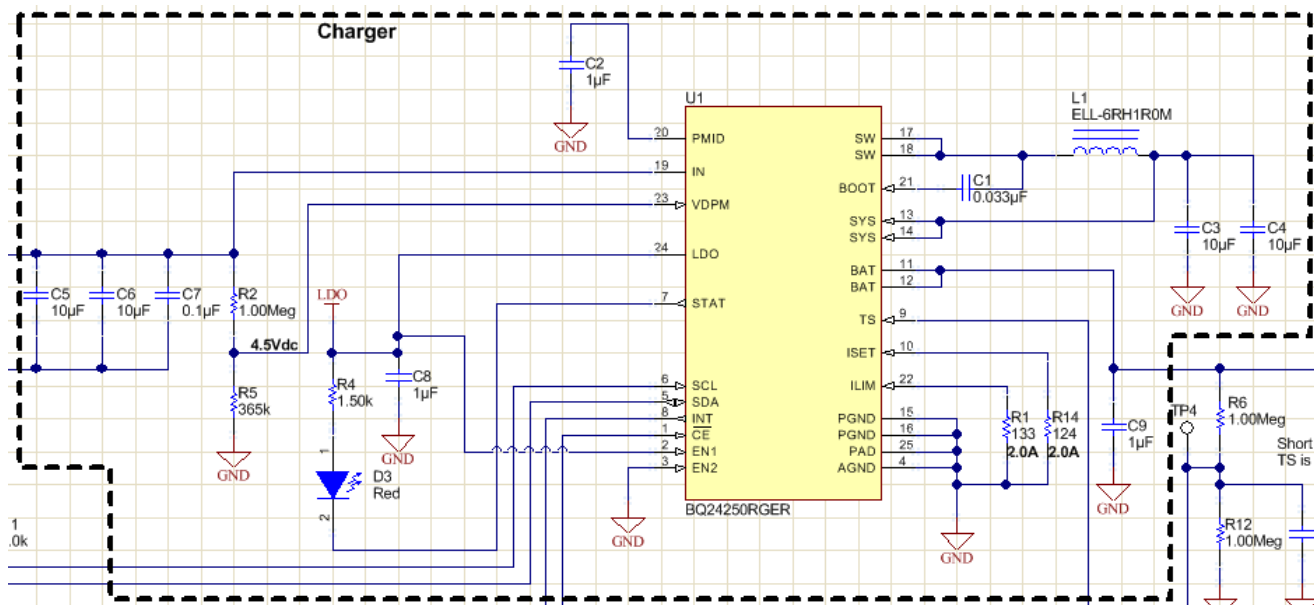 Charger
C2
1µF
GND
U1
20
PMID
19
IN
23
VDPM
24
LDO
7
STAT
6
SCL
5
SDA
8
INT
1
CE
2
EN1
3
EN2
SW
17
SW
18
BOOT
21
SYS
13
SYS
14
BAT
11
BAT
12
TS
9
ISET
10
ILIM
22
PGND
15
PGND
16
PAD
25
AGND
4
BQ24250RGER
L1
ELL-6RH1R0M
C1
0.033µF
C3
10µF
C4
10µF
GND
GND
C5
10µF
C6
10µF
C7
0.1µF
R2
1.00Meg
4.5Vdc
R5
365k
GND
LDO
R4
1.50k
C8
1µF
GND
1
D3
Red
2
GND
R1
133
2.0A
R14
124
2.0A
GND
C9
1µF
GND
TP4
R6
1.00Meg
Short
TS is
R12
1.00Meg
1
.0k